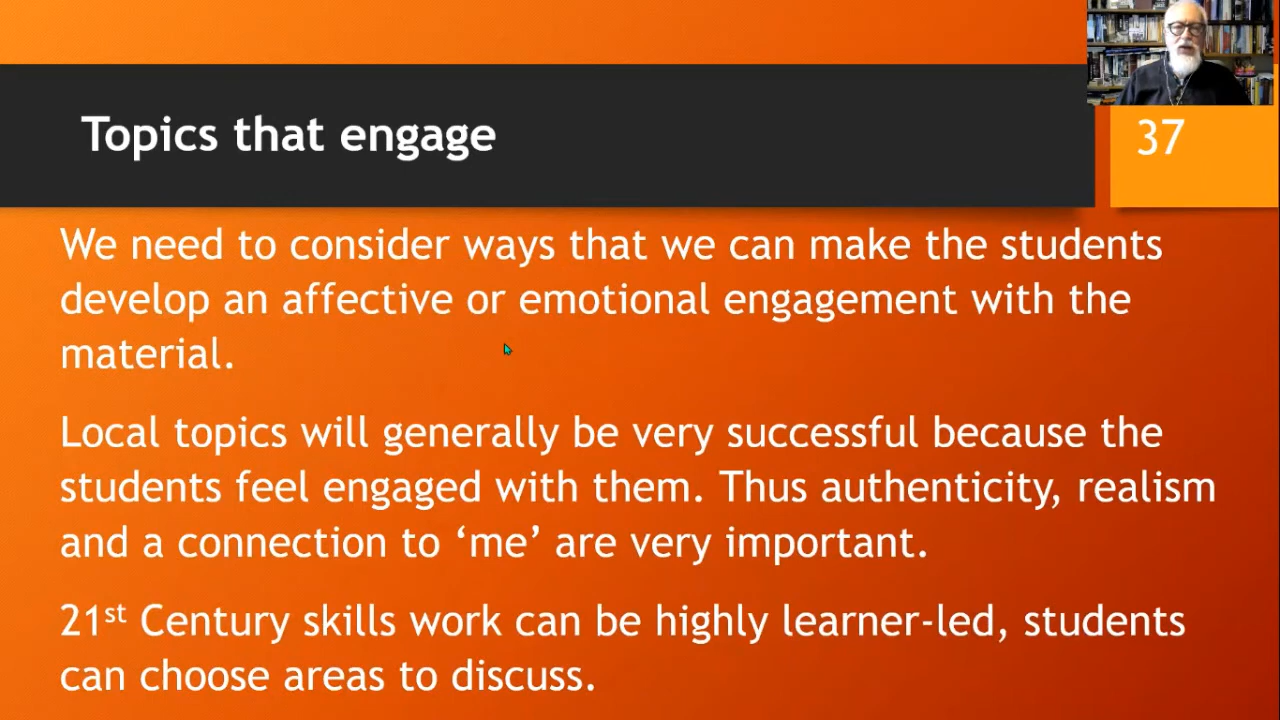 Topics that engage
37
We need to consider ways that we can make the students
develop an affective or emotional engagement with the
material.
Local topics will generally be very successful because the
students feel engaged with them. Thus authenticity, realism
and a connection to ‘me’ are very important.
21st Century skills work can be highly learner-led, students
can choose areas to discuss.